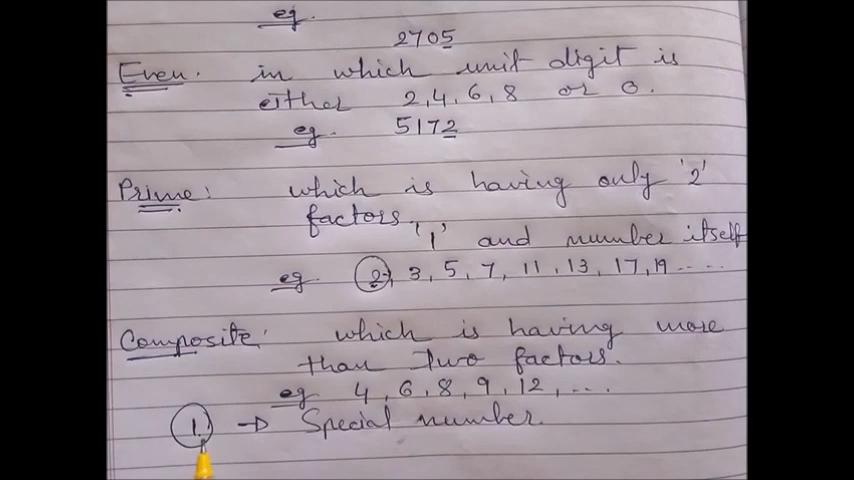 eg.
2705
Even. in which unit digit is
either 2, 4, 6, 8 or 0.
eg. 5172
Prime: which is having only '2'
factors, '1' and number itself
eg. 2, 3, 5, 7, 11, 13, 17, 19 .....
Composite: which is having more
than Two factors.
eg 4, 6, 8, 9, 12, ...
1. → Special number.